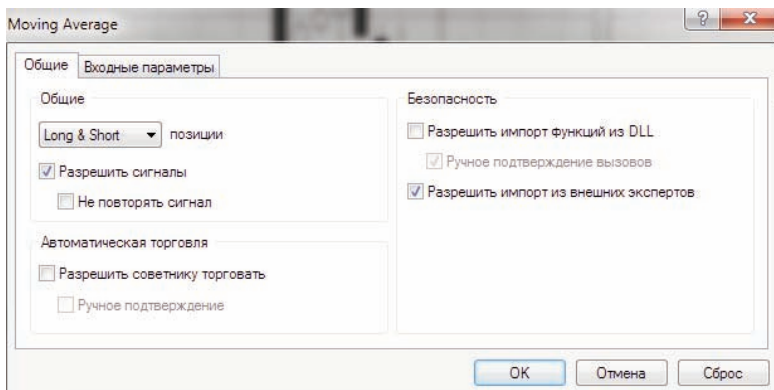 Moving Average
Общие
Входные параметры
Общие
Long & Short
позиции
Разрешить сигналы
Не повторять сигнал
Автоматическая торговля
Разрешить советнику торговать
Ручное подтверждение
Безопасность
Разрешить импорт функций из DLL
Ручное подтверждение вызовов
Разрешить импорт из внешних экспертов
OK
Отмена
Сброс